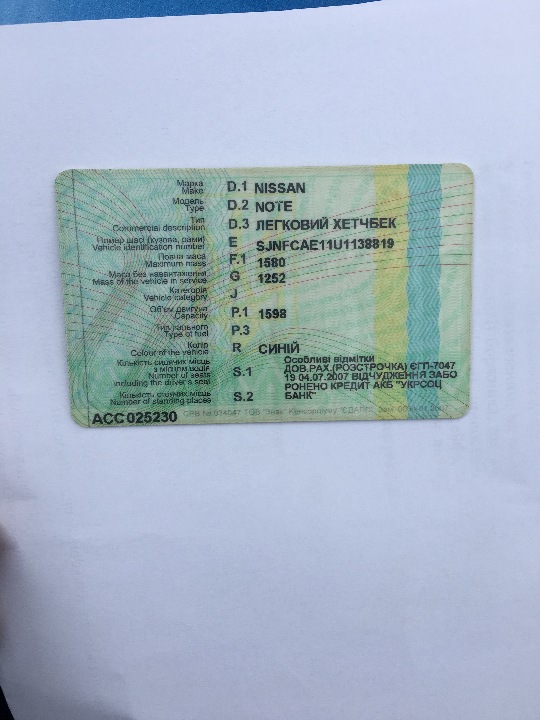 Марка D.1 NISSAN
Make
Модель D.2 NOTE
Type
Тип D.3 ЛЕГКОВИЙ ХЕТЧБЕК
Commercial description
Номер шасі (кузова, рами) E SJNFCAE11U1138819
Vehicle identification number
Повна маса F.1 1580
Maximum mass
Маса без навантаження G 1252
Mass of the vehicle in service
Категорія J
Vehicle category
Об'єм двигуна P.1 1598
Capacity
Тип пального P.3
Type of fuel
Колір R СИНІЙ
Colour of the vehicle
Кількість сидячих місць S.1
з місцем водія
Number of seats
including the driver's seat
Кількість стоячих місць S.2
Number of standing places
Особливі відмітки
ДОВ.РАХ.(РОЗСТРОЧКА) ЄГП-7047
19 04.07.2007 ВІДЧУДЖЕННЯ ЗАБО
РОНЕНО КРЕДИТ АКБ "УКРСОЦ
БАНК"
ACC 025230